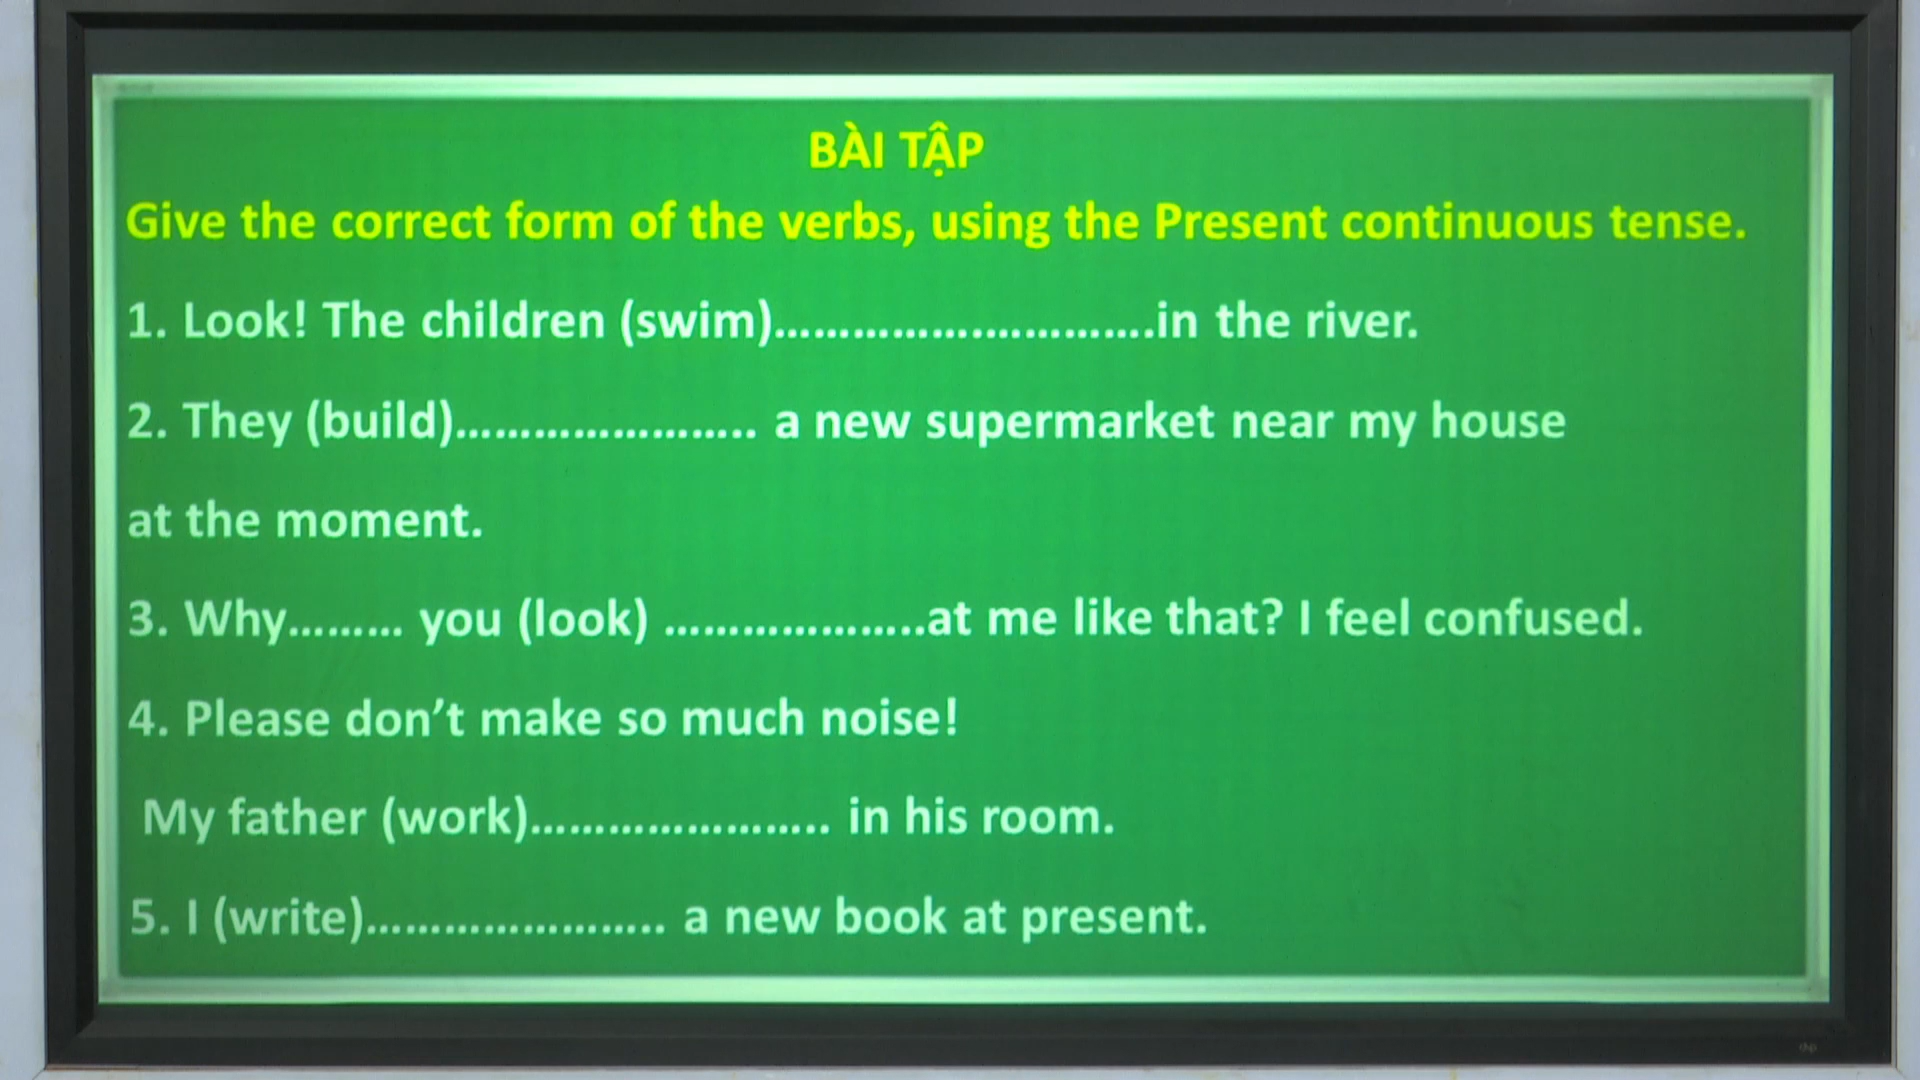 BÀI TẬP
Give the correct form of the verbs, using the Present continuous tense.
1. Look! The children (swim)……………..…………in the river.
2. They (build)………………….. a new supermarket near my house
at the moment.
3. Why……… you (look) ………………..at me like that? I feel confused.
4. Please don’t make so much noise!
My father (work)………………….. in his room.
5. I (write)………………….. a new book at present.